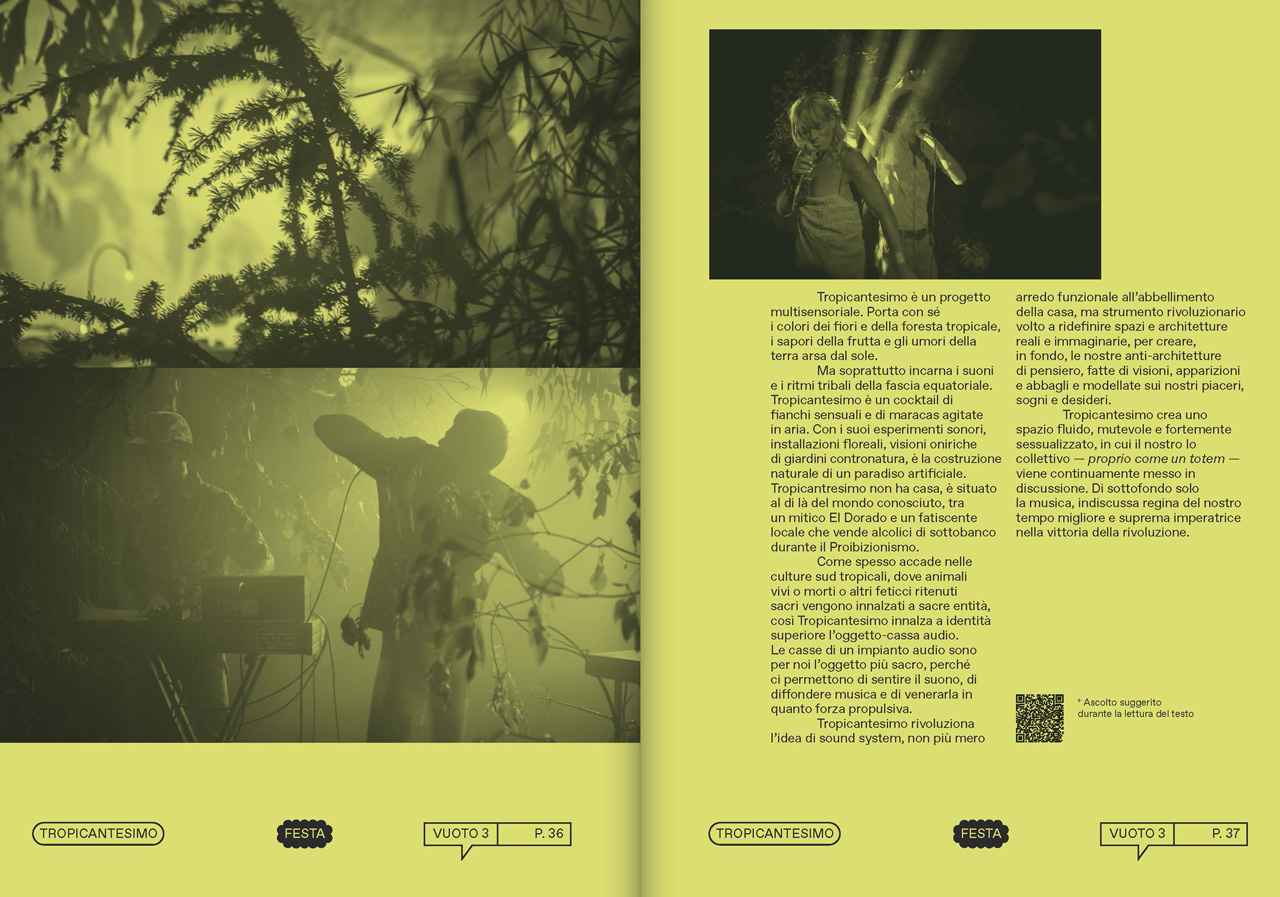 Tropicantesimo è un progetto
multisensoriale. Porta con sé
i colori dei fiori e della foresta tropicale,
i sapori della frutta e gli umori della
terra arsa dal sole.
Ma soprattutto incarna i suoni
e i ritmi tribali della fascia equatoriale.
Tropicantesimo è un cocktail di
fianchi sensuali e di maracas agitate
in aria. Con i suoi esperimenti sonori,
installazioni floreali, visioni oniriche
di giardini contronatura, è la costruzione
naturale di un paradiso artificiale.
Tropicantresimo non ha casa, è situato
al di là del mondo conosciuto, tra
un mitico El Dorado e un fatiscente
locale che vende alcolici di sottobanco
durante il Proibizionismo.
Come spesso accade nelle
culture sud tropicali, dove animali
vivi o morti o altri feticci ritenuti
sacri vengono innalzati a sacre entità,
così Tropicantesimo innalza a identità
superiore l'oggetto-cassa audio.
Le casse di un impianto audio sono
per noi l'oggetto più sacro, perché
ci permettono di sentire il suono, di
diffondere musica e di venerarla in
quanto forza propulsiva.
Tropicantesimo rivoluziona
l'idea di sound system, non più mero
arredo funzionale all'abbellimento
della casa, ma strumento rivoluzionario
volto a ridefinire spazi e architetture
reali e immaginarie, per creare,
in fondo, le nostre anti-architetture
di pensiero, fatte di visioni, apparizioni
e abbagli e modellate sui nostri piaceri,
sogni e desideri.
Tropicantesimo crea uno
spazio fluido, mutevole e fortemente
sessualizzato, in cui il nostro Io
collettivo — proprio come un totem —
viene continuamente messo in
discussione. Di sottofondo solo
la musica, indiscussa regina del nostro
tempo migliore e suprema imperatrice
nella vittoria della rivoluzione.
Ascolto suggerito
durante la lettura del testo
TROPICANTESIMO
FESTA
VUOTO 3
P. 36
TROPICANTESIMO
FESTA
VUOTO 3
P. 37